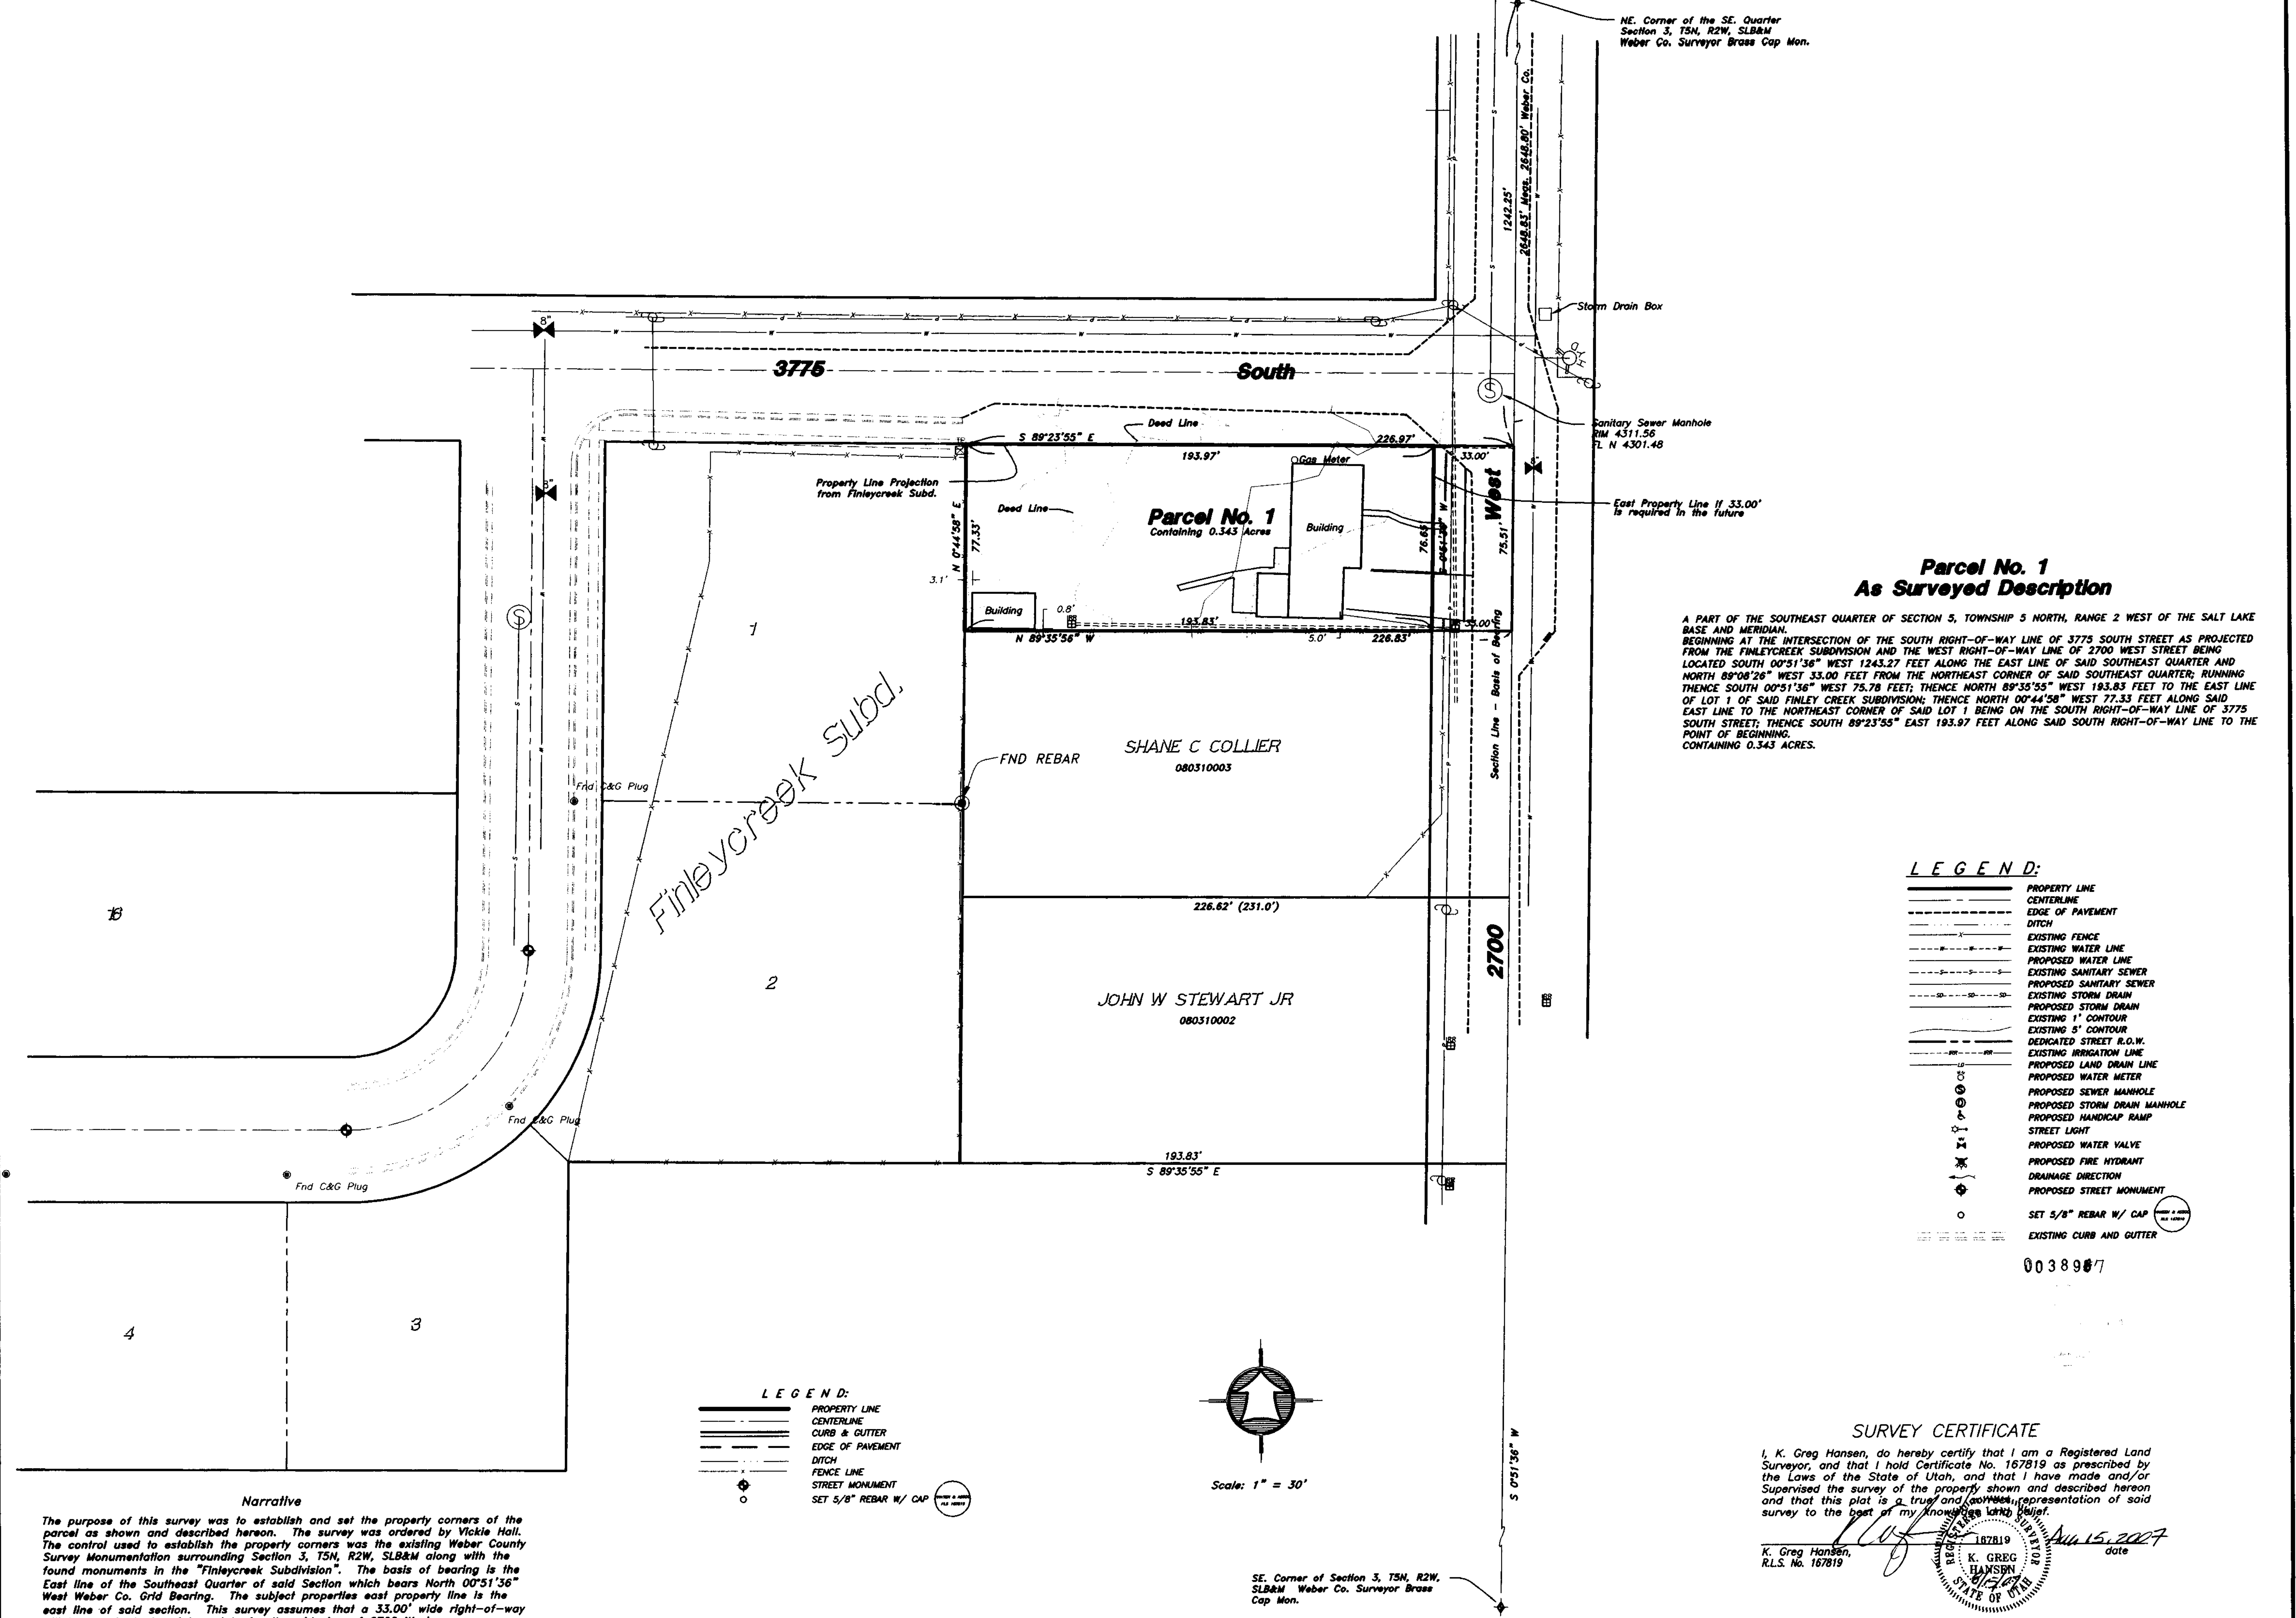 NE. Corner of the SE. Quarter
Section 3, T5N, R2W, SLB&M
Weber Co. Surveyor Brass Cap Mon.
1242.25'
2648.83' Meas. 2648.80' Weber Co.
Storm Drain Box
8"
3775
South
Sanitary Sewer Manhole
RIM 4311.56
FL N 4301.48
Deed Line
S 89°23'55" E
226.97'
193.97'
33.00'
Gas Meter
Property Line Projection
from Finleycreek Subd.
8"
8"
West
East Property Line if 33.00'
is required in the future
Deed Line
Parcel No. 1
Containing 0.343 Acres
Building
N 0°44'58" E
77.33'
76.65'
75.51'
3.1'
Building
0.8'
193.83'
33.00'
N 89°35'56" W
5.0'
226.83'
Section Line - Basis of Bearing
Parcel No. 1
As Surveyed Description
A PART OF THE SOUTHEAST QUARTER OF SECTION 5, TOWNSHIP 5 NORTH, RANGE 2 WEST OF THE SALT LAKE
BASE AND MERIDIAN.
BEGINNING AT THE INTERSECTION OF THE SOUTH RIGHT-OF-WAY LINE OF 3775 SOUTH STREET AS PROJECTED
FROM THE FINLEYCREEK SUBDIVISION AND THE WEST RIGHT-OF-WAY LINE OF 2700 WEST STREET BEING
LOCATED SOUTH 00°51'36" WEST 1243.27 FEET ALONG THE EAST LINE OF SAID SOUTHEAST QUARTER AND
NORTH 89°08'26" WEST 33.00 FEET FROM THE NORTHEAST CORNER OF SAID SOUTHEAST QUARTER; RUNNING
THENCE SOUTH 00°51'36" WEST 75.78 FEET; THENCE NORTH 89°35'55" WEST 193.83 FEET TO THE EAST LINE
OF LOT 1 OF SAID FINLEY CREEK SUBDIVISION; THENCE NORTH 00°44'58" WEST 77.33 FEET ALONG SAID
EAST LINE TO THE NORTHEAST CORNER OF SAID LOT 1 BEING ON THE SOUTH RIGHT-OF-WAY LINE OF 3775
SOUTH STREET; THENCE SOUTH 89°23'55" EAST 193.97 FEET ALONG SAID SOUTH RIGHT-OF-WAY LINE TO THE
POINT OF BEGINNING.
CONTAINING 0.343 ACRES.
1
Finleycreek Subd.
SHANE C COLLIER
080310003
FND REBAR
Fnd C&G Plug
226.62' (231.0')
2700
2
JOHN W STEWART JR
080310002
Fnd C&G Plug
193.83'
S 89°35'55" E
Fnd C&G Plug
4
3
LEGEND:
PROPERTY LINE
CENTERLINE
EDGE OF PAVEMENT
DITCH
EXISTING FENCE
EXISTING WATER LINE
PROPOSED WATER LINE
EXISTING SANITARY SEWER
PROPOSED SANITARY SEWER
EXISTING STORM DRAIN
PROPOSED STORM DRAIN
EXISTING 1' CONTOUR
EXISTING 5' CONTOUR
DEDICATED STREET R.O.W.
EXISTING IRRIGATION LINE
PROPOSED LAND DRAIN LINE
PROPOSED WATER METER
PROPOSED SEWER MANHOLE
PROPOSED STORM DRAIN MANHOLE
PROPOSED HANDICAP RAMP
STREET LIGHT
PROPOSED WATER VALVE
PROPOSED FIRE HYDRANT
DRAINAGE DIRECTION
PROPOSED STREET MONUMENT
SET 5/8" REBAR W/ CAP
EXISTING CURB AND GUTTER
LEGEND:
PROPERTY LINE
CENTERLINE
CURB & GUTTER
EDGE OF PAVEMENT
DITCH
FENCE LINE
STREET MONUMENT
SET 5/8" REBAR W/ CAP
Scale: 1" = 30'
S 0°51'36" W
SE. Corner of Section 3, T5N, R2W,
SLB&M Weber Co. Surveyor Brass
Cap Mon.
Narrative
The purpose of this survey was to establish and set the property corners of the
parcel as shown and described hereon. The survey was ordered by Vickie Hall.
The control used to establish the property corners was the existing Weber County
Survey Monumentation surrounding Section 3, T5N, R2W, SLB&M along with the
found monuments in the "Finleycreek Subdivision". The basis of bearing is the
East line of the Southeast Quarter of said Section which bears North 00°51'36"
West Weber Co. Grid Bearing. The subject properties east property line is the
east line of said section. This survey assumes that a 33.00' wide right-of-way
SURVEY CERTIFICATE
I, K. Greg Hansen, do hereby certify that I am a Registered Land
Surveyor, and that I hold Certificate No. 167819 as prescribed by
the Laws of the State of Utah, and that I have made and/or
Supervised the survey of the property shown and described hereon
and that this plat is a true and correct representation of said
survey to the best of my knowledge and belief.
K. Greg Hansen,
R.L.S. No. 167819
Aug 15, 2007
date
REGISTERED LAND SURVEYOR
167819
K. GREG
HANSEN
STATE OF UTAH